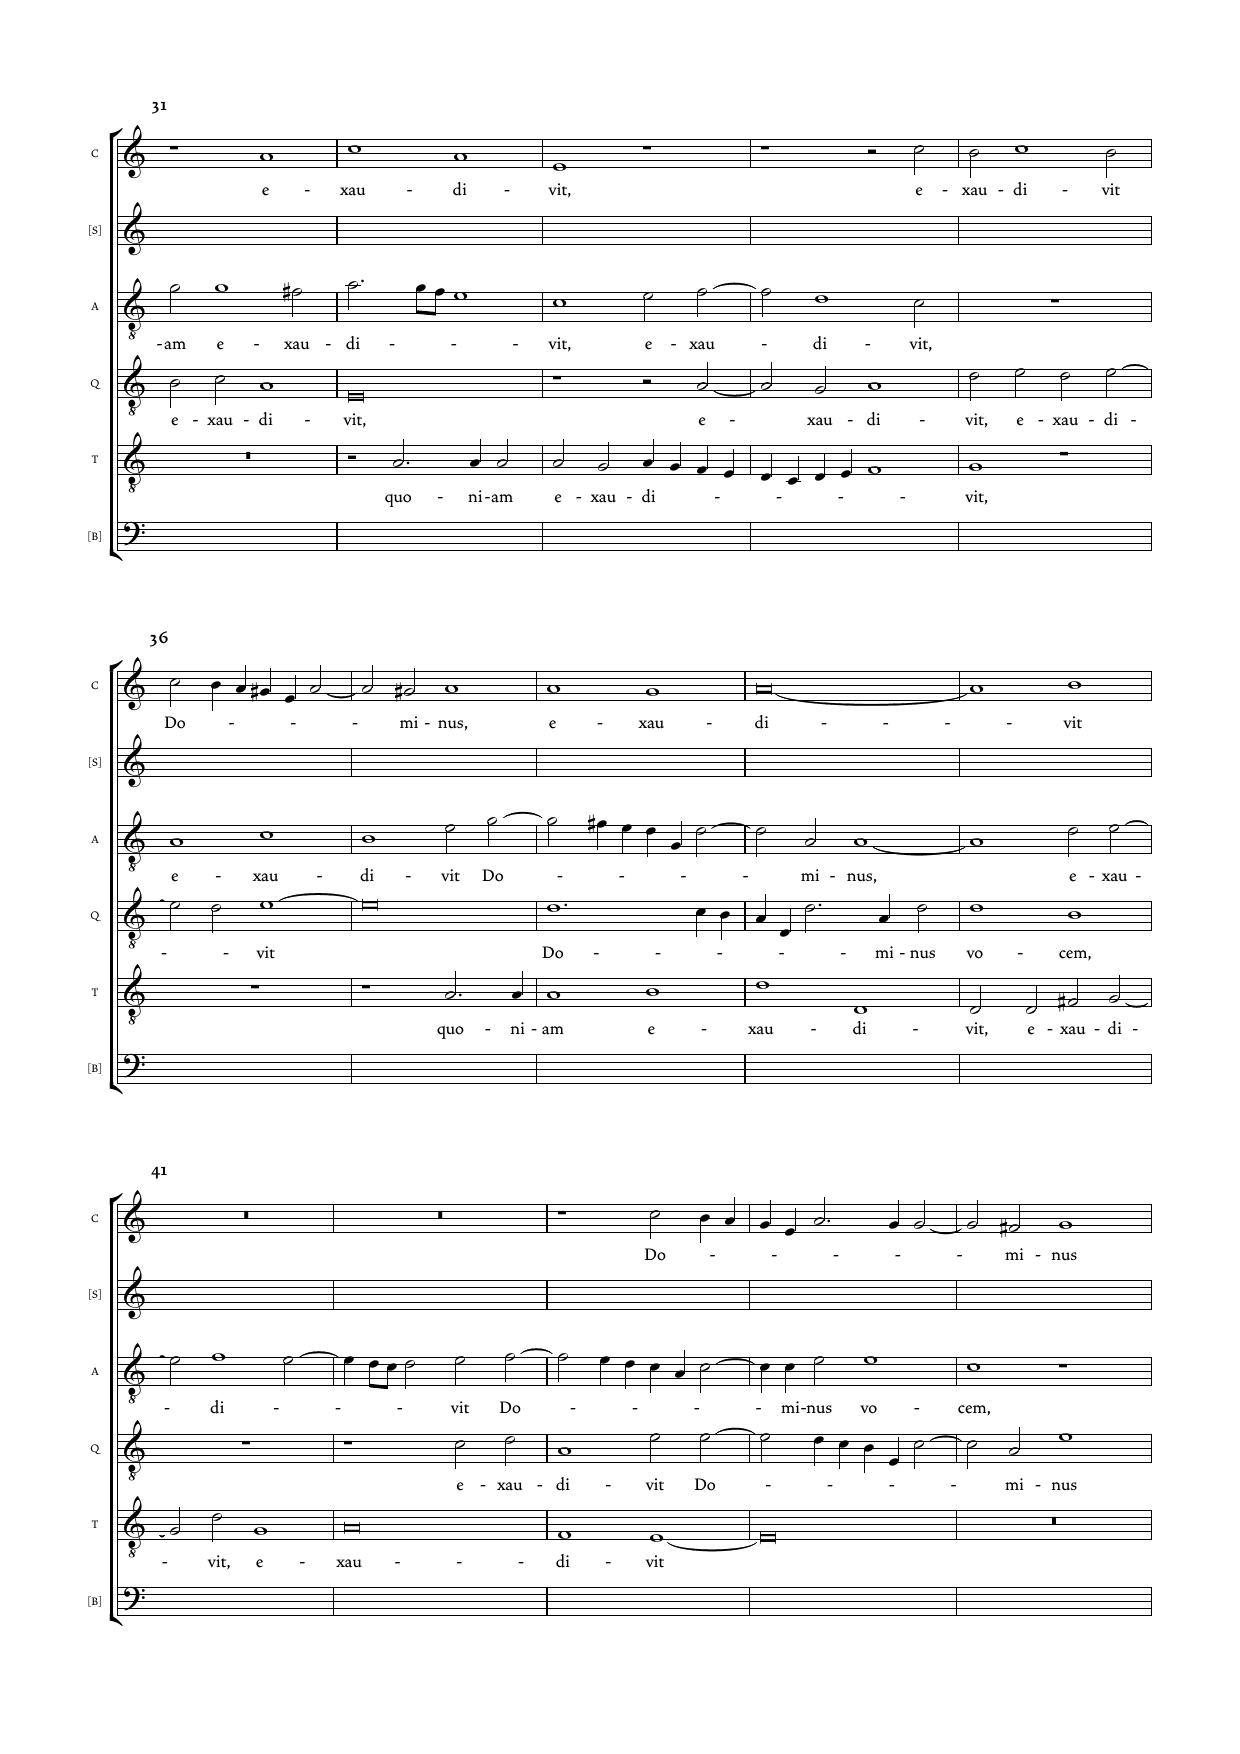 31
C
e - xau - di - vit, e - xau - di - vit
[S]
A
-am e - xau - di - - - vit, e - xau - di - vit,
Q
e - xau - di - vit, e - xau - di - vit, e - xau - di -
T
quo - ni - am e - xau - di - - - - vit,
[B]
36
C
Do - - - mi - nus, e - xau - di - - - vit
[S]
A
e - xau - di - vit Do - - - - mi - nus, e - xau -
Q
- - vit Do - - - - - mi - nus vo - cem,
T
quo - ni - am e - xau - di - vit, e - xau - di -
[B]
41
C
Do - - - - - mi - nus
[S]
A
- di - - - vit Do - - - - mi-nus vo - cem,
Q
e - xau - di - vit Do - - - - mi - nus
T
- vit, e - xau - - - di - vit
[B]